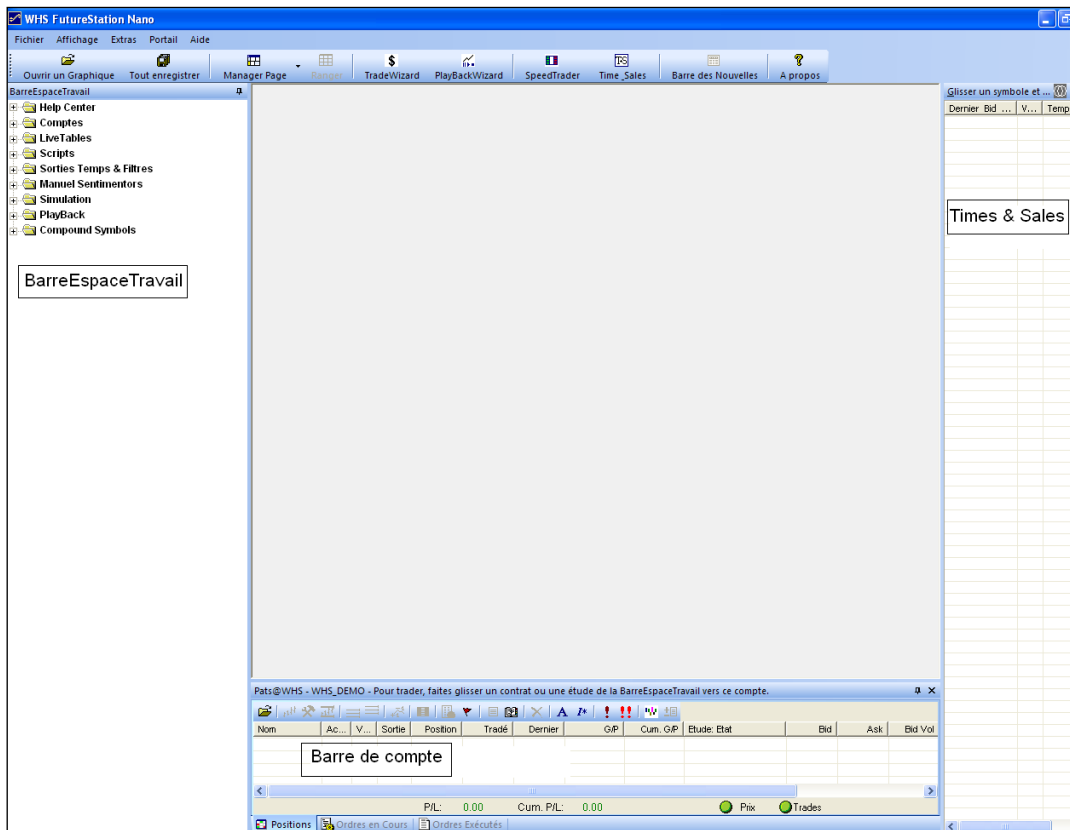 WHS FutureStation Nano
Fichier Affichage Extras Portail Aide
Ouvrir un Graphique Tout enregistrer Manager Page Ranger TradeWizard PlayBackWizard SpeedTrader Time_Sales Barre des Nouvelles A propos
BarreEspaceTravail
Help Center
Comptes
LiveTables
Scripts
Sorties Temps & Filtres
Manuel Sentimentors
Simulation
PlayBack
Compound Symbols
BarreEspaceTravail
Glisser un symbole et ...
Dernier Bid ... V... Temp
Times & Sales
Pats@WHS - WHS_DEMO - Pour trader, faites glisser un contrat ou une étude de la BarreEspaceTravail vers ce compte.
Nom Ac... V... Sortie Position Tradé Dernier G/P Cum. G/P Etude: Etat Bid Ask Bid Vol
Barre de compte
P/L: 0.00 Cum. P/L: 0.00 Prix Trades
Positions Ordres en Cours Ordres Exécutés